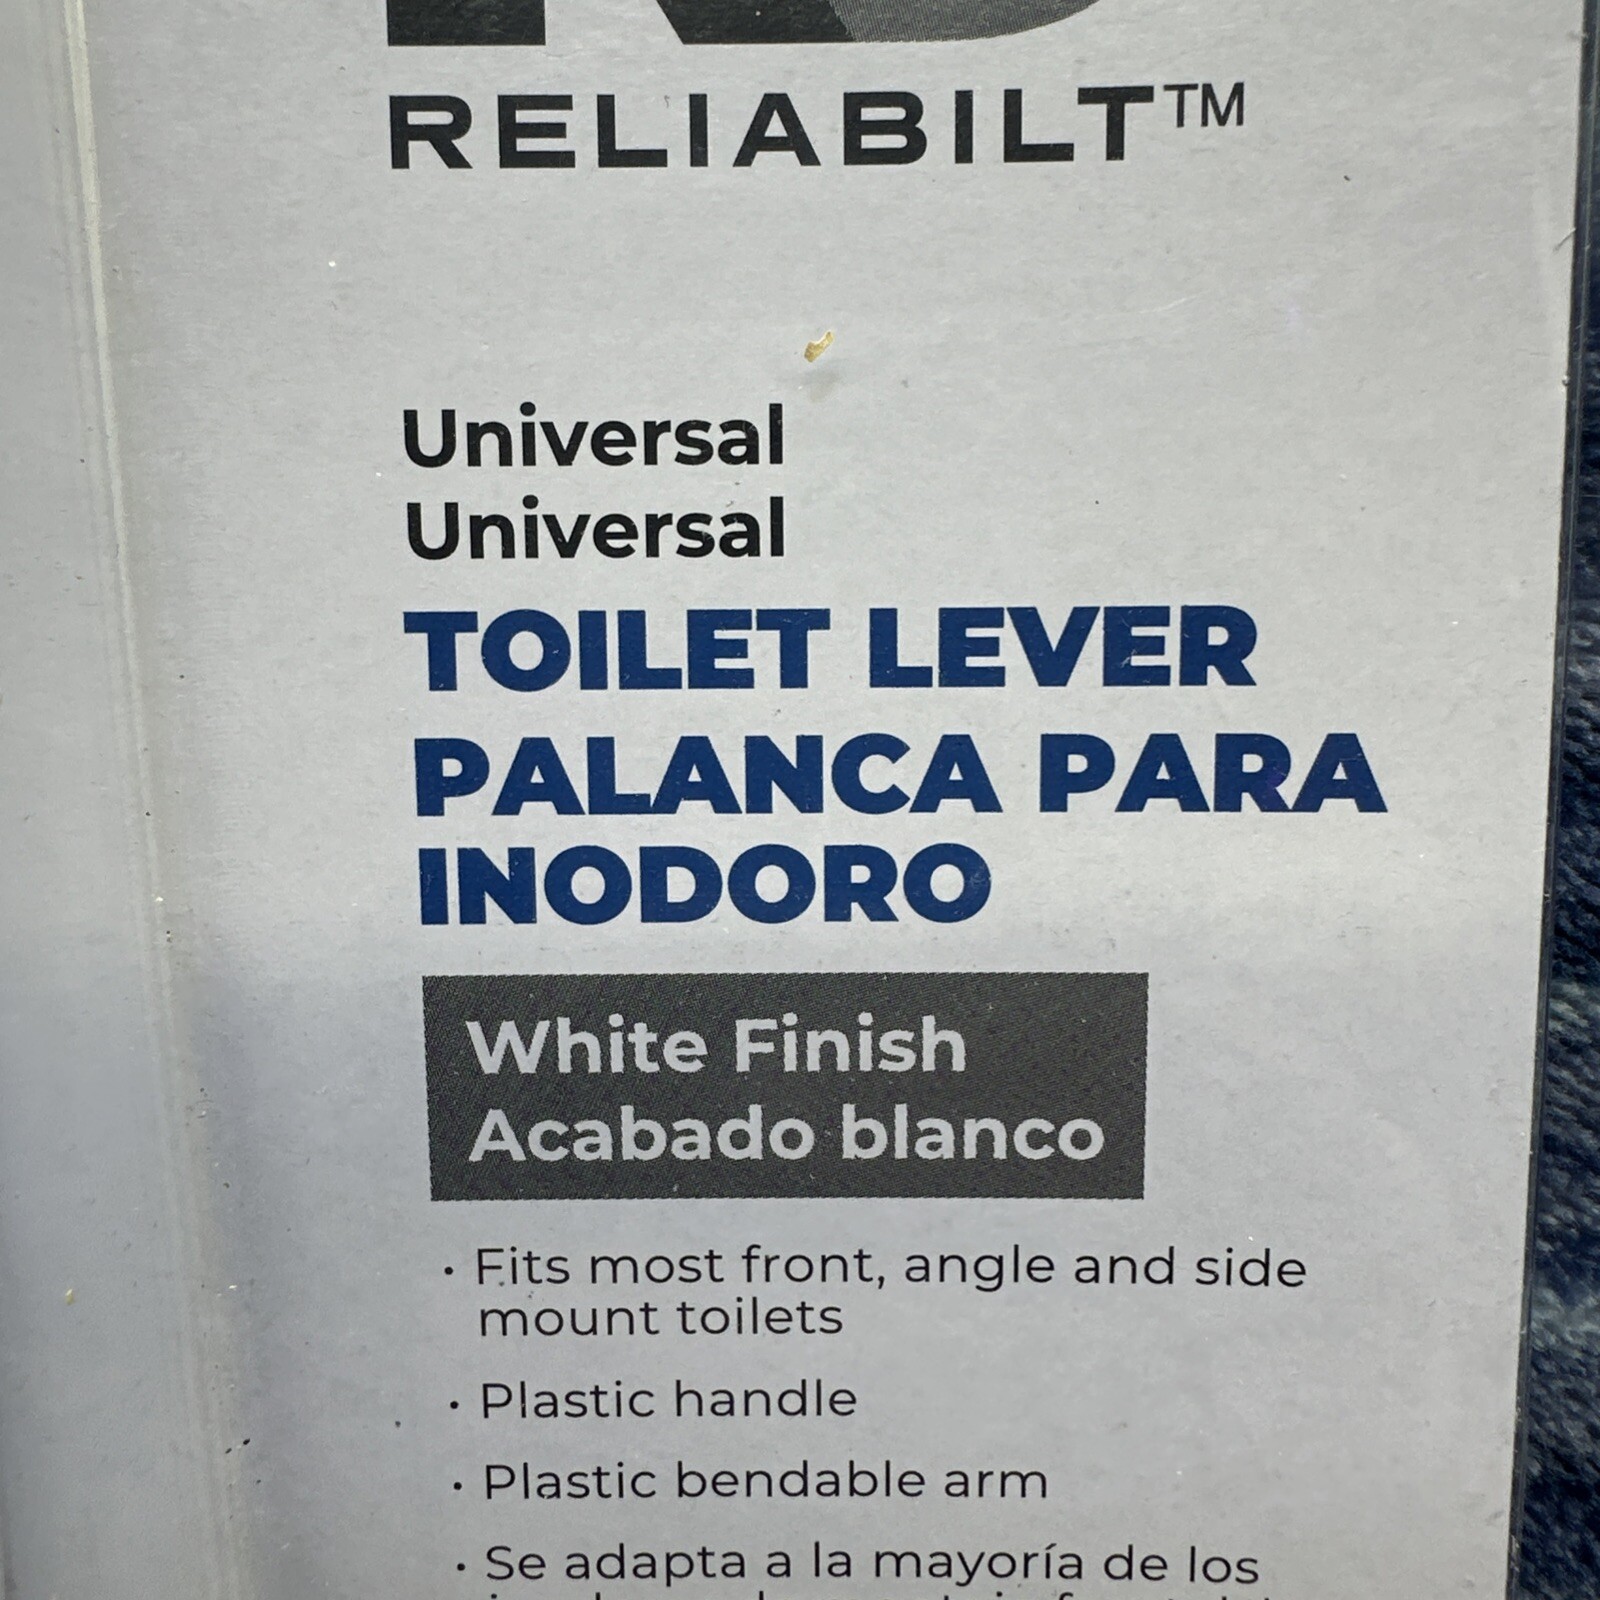 RELIABILT™
Universal
Universal
TOILET LEVER
PALANCA PARA
INODORO
White Finish
Acabado blanco
· Fits most front, angle and side
mount toilets
· Plastic handle
· Plastic bendable arm
· Se adapta a la mayoría de los